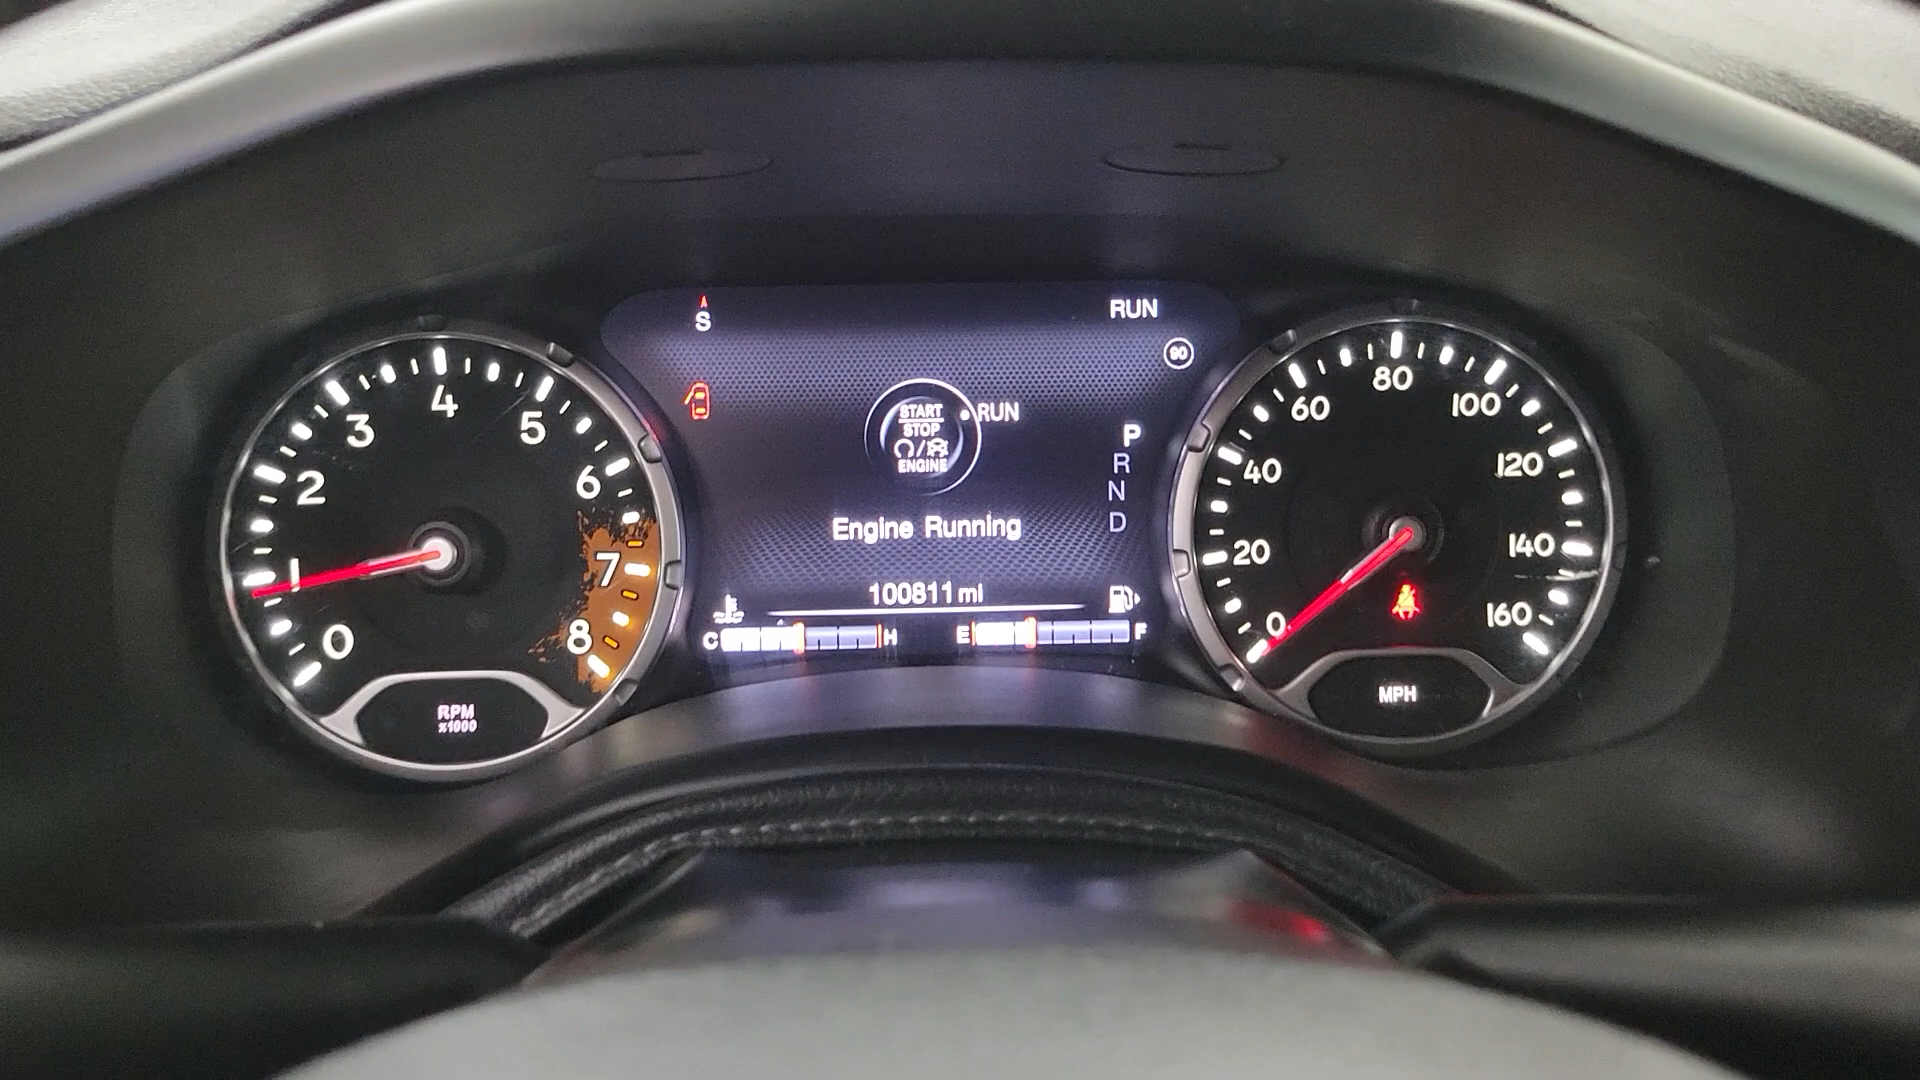 S
RUN
90
START
STOP
ENGINE
RUN
P
R
N
D
Engine Running
100811 mi
C H
E F
0
1
2
3
4
5
6
7
8
RPM
x1000
0
20
40
60
80
100
120
140
160
MPH